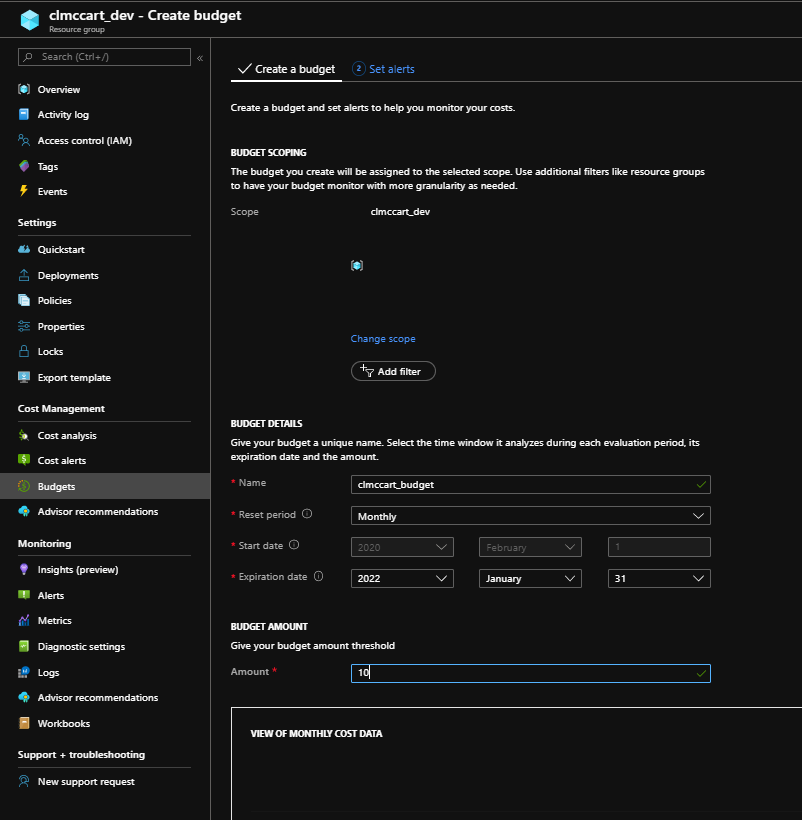 clmccart_dev - Create budget
Resource group
Search (Ctrl+/)
«
Overview
Activity log
Access control (IAM)
Tags
Events
Settings
Quickstart
Deployments
Policies
Properties
Locks
Export template
Cost Management
Cost analysis
Cost alerts
Budgets
Advisor recommendations
Monitoring
Insights (preview)
Alerts
Metrics
Diagnostic settings
Logs
Advisor recommendations
Workbooks
Support + troubleshooting
New support request
Create a budget
2 Set alerts
Create a budget and set alerts to help you monitor your costs.
BUDGET SCOPING
The budget you create will be assigned to the selected scope. Use additional filters like resource groups
to have your budget monitor with more granularity as needed.
Scope clmccart_dev
Change scope
Add filter
BUDGET DETAILS
Give your budget a unique name. Select the time window it analyzes during each evaluation period, its
expiration date and the amount.
* Name clmccart_budget
* Reset period Monthly
* Start date 2020 February 1
* Expiration date 2022 January 31
BUDGET AMOUNT
Give your budget amount threshold
Amount * 10
VIEW OF MONTHLY COST DATA